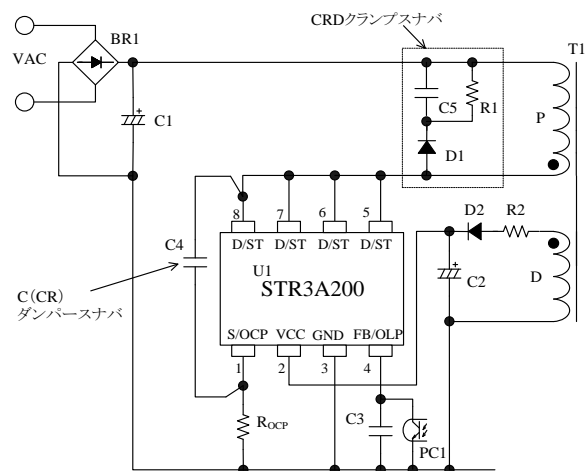 CRDクランプスナバ
VAC
BR1
T1
C1
C5
R1
P
D1
C4
8
7
6
5
D/ST
D/ST
D/ST
D/ST
D2
R2
C(CR)
ダンパースナバ
U1
STR3A200
C2
D
S/OCP
VCC
GND
FB/OLP
1
2
3
4
ROCP
C3
PC1